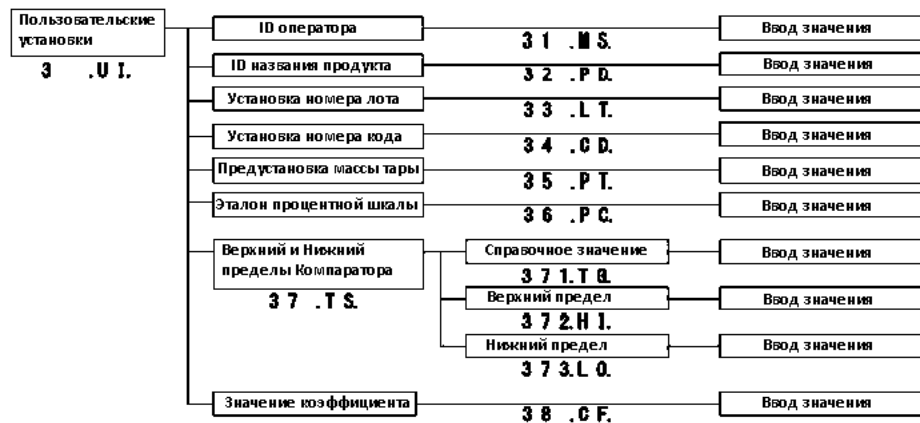 Пользовательские
установки
3 .U I.
ID оператора
3 1 .M S.
Ввод значения
ID названия продукта
3 2 .P D.
Ввод значения
Установка номера лота
3 3 .L T.
Ввод значения
Установка номера кода
3 4 .C D.
Ввод значения
Предустановка массы тары
3 5 .P T.
Ввод значения
Эталон процентной шкалы
3 6 .P C.
Ввод значения
Верхний и Нижний
пределы Компаратора
3 7 .T S.
Справочное значение
3 7 1.T G.
Ввод значения
Верхний предел
3 7 2.H I.
Ввод значения
Нижний предел
3 7 3.L O.
Ввод значения
Значение коэффициента
3 8 .C F.
Ввод значения